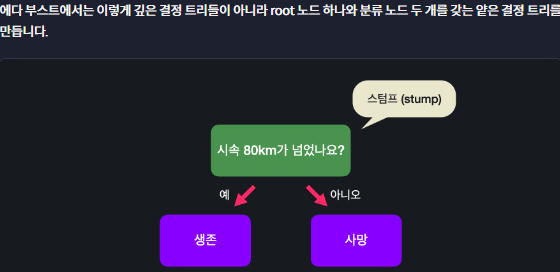 에다 부스트에서는 이렇게 깊은 결정 트리들이 아니라 root 노드 하나와 분류 노드 두 개를 갖는 얕은 결정 트리를
만듭니다.
스텀프 (stump)
시속 80km가 넘었나요?
예
아니오
생존
사망